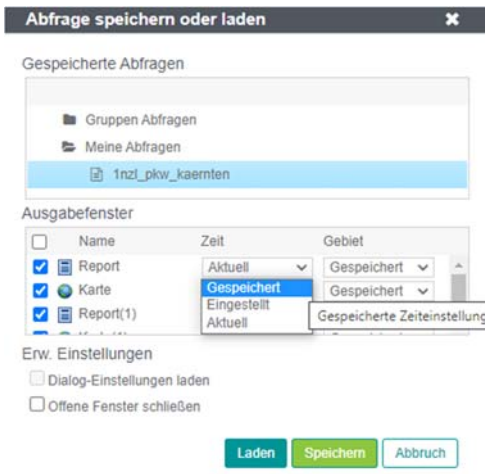 Abfrage speichern oder laden
Gespeicherte Abfragen
Gruppen Abfragen
Meine Abfragen
1nzl_pkw_kaernten
Ausgabefenster
Name Zeit Gebiet
Report Aktuell Gespeichert
Karte Gespeichert Gespeichert
Report(1) Eingestellt Gespeicherte Zeiteinstellung
Aktuell
Erw. Einstellungen
Dialog-Einstellungen laden
Offene Fenster schließen
Laden Speichern Abbruch